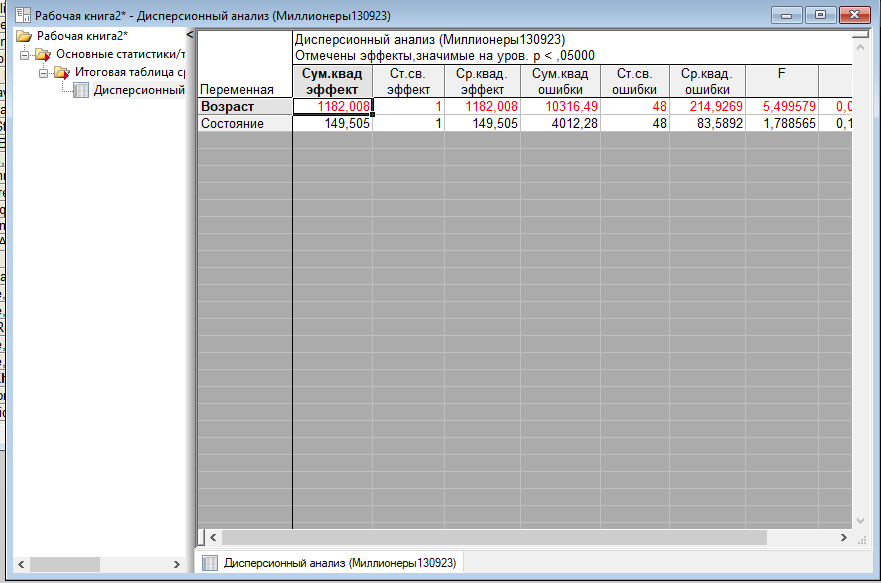 Рабочая книга2* - Дисперсионный анализ (Миллионеры130923)
Рабочая книга2*
Основные статистики/т
Итоговая таблица с
Дисперсионный
Дисперсионный анализ (Миллионеры130923)
Отмечены эффекты,значимые на уров. p < ,05000
Переменная Сум.квад эффект Ст.св. эффект Ср.квад. эффект Сум.квад ошибки Ст.св. ошибки Ср.квад. ошибки F
Возраст 1182,008 1 1182,008 10316,49 48 214,9269 5,499579 0,0
Состояние 149,505 1 149,505 4012,28 48 83,5892 1,788565 0,1
Дисперсионный анализ (Миллионеры130923)